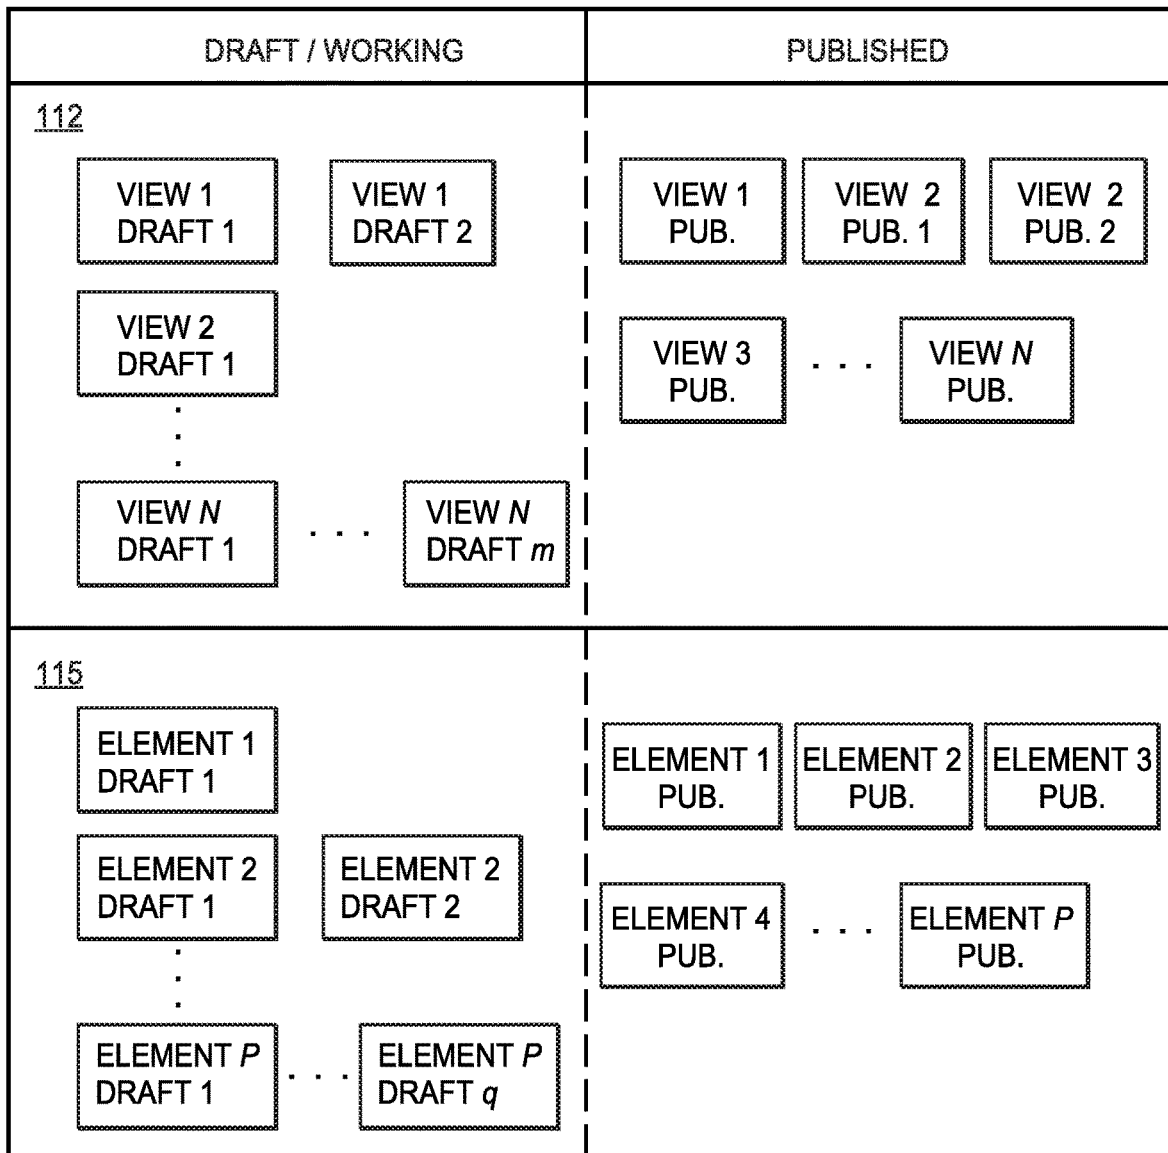 DRAFT / WORKING
PUBLISHED
112
VIEW 1
DRAFT 1
VIEW 1
DRAFT 2
VIEW 2
DRAFT 1
.
.
.
VIEW N
DRAFT 1
. . .
VIEW N
DRAFT m
VIEW 1
PUB.
VIEW 2
PUB. 1
VIEW 2
PUB. 2
VIEW 3
PUB.
. . .
VIEW N
PUB.
115
ELEMENT 1
DRAFT 1
ELEMENT 2
DRAFT 1
ELEMENT 2
DRAFT 2
.
.
.
ELEMENT P
DRAFT 1
. . .
ELEMENT P
DRAFT q
ELEMENT 1
PUB.
ELEMENT 2
PUB.
ELEMENT 3
PUB.
ELEMENT 4
PUB.
. . .
ELEMENT P
PUB.